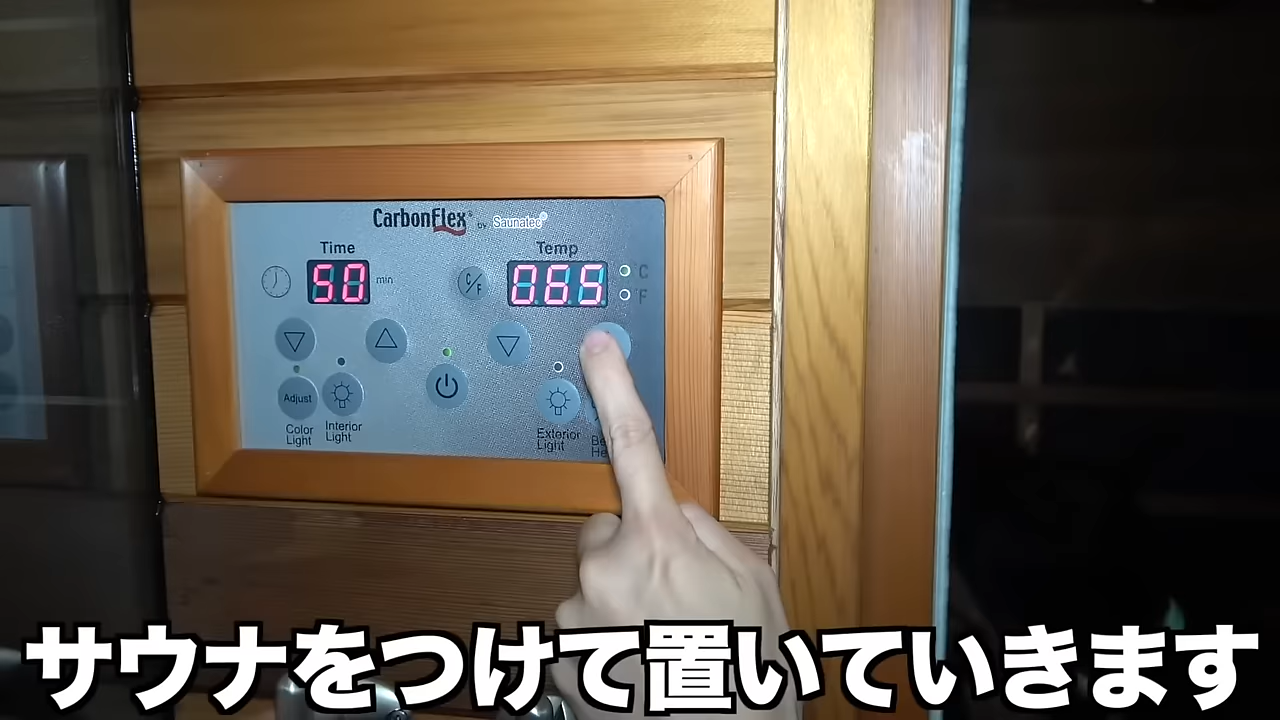 CarbonFlex® by Saunatec®
Time
Temp
50
min
C/F
065
C
F
Adjust
Color
Light
Interior
Light
Exterior
Light
サウナをつけて置いていきます